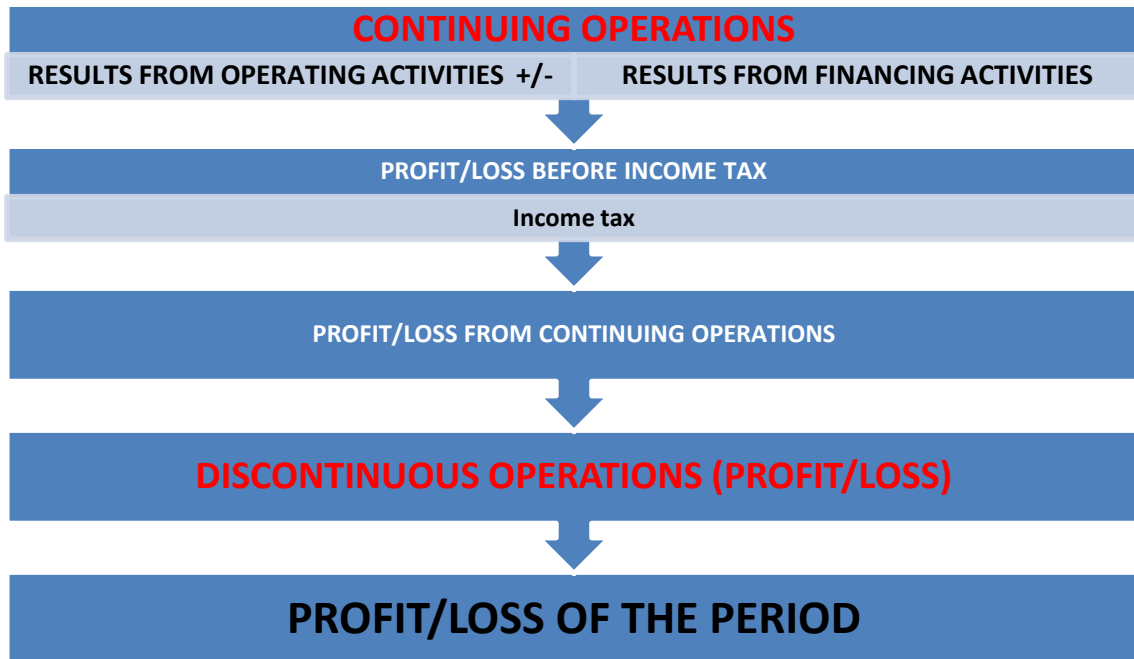 CONTINUING OPERATIONS
RESULTS FROM OPERATING ACTIVITIES +/-
RESULTS FROM FINANCING ACTIVITIES
PROFIT/LOSS BEFORE INCOME TAX
Income tax
PROFIT/LOSS FROM CONTINUING OPERATIONS
DISCONTINUOUS OPERATIONS (PROFIT/LOSS)
PROFIT/LOSS OF THE PERIOD